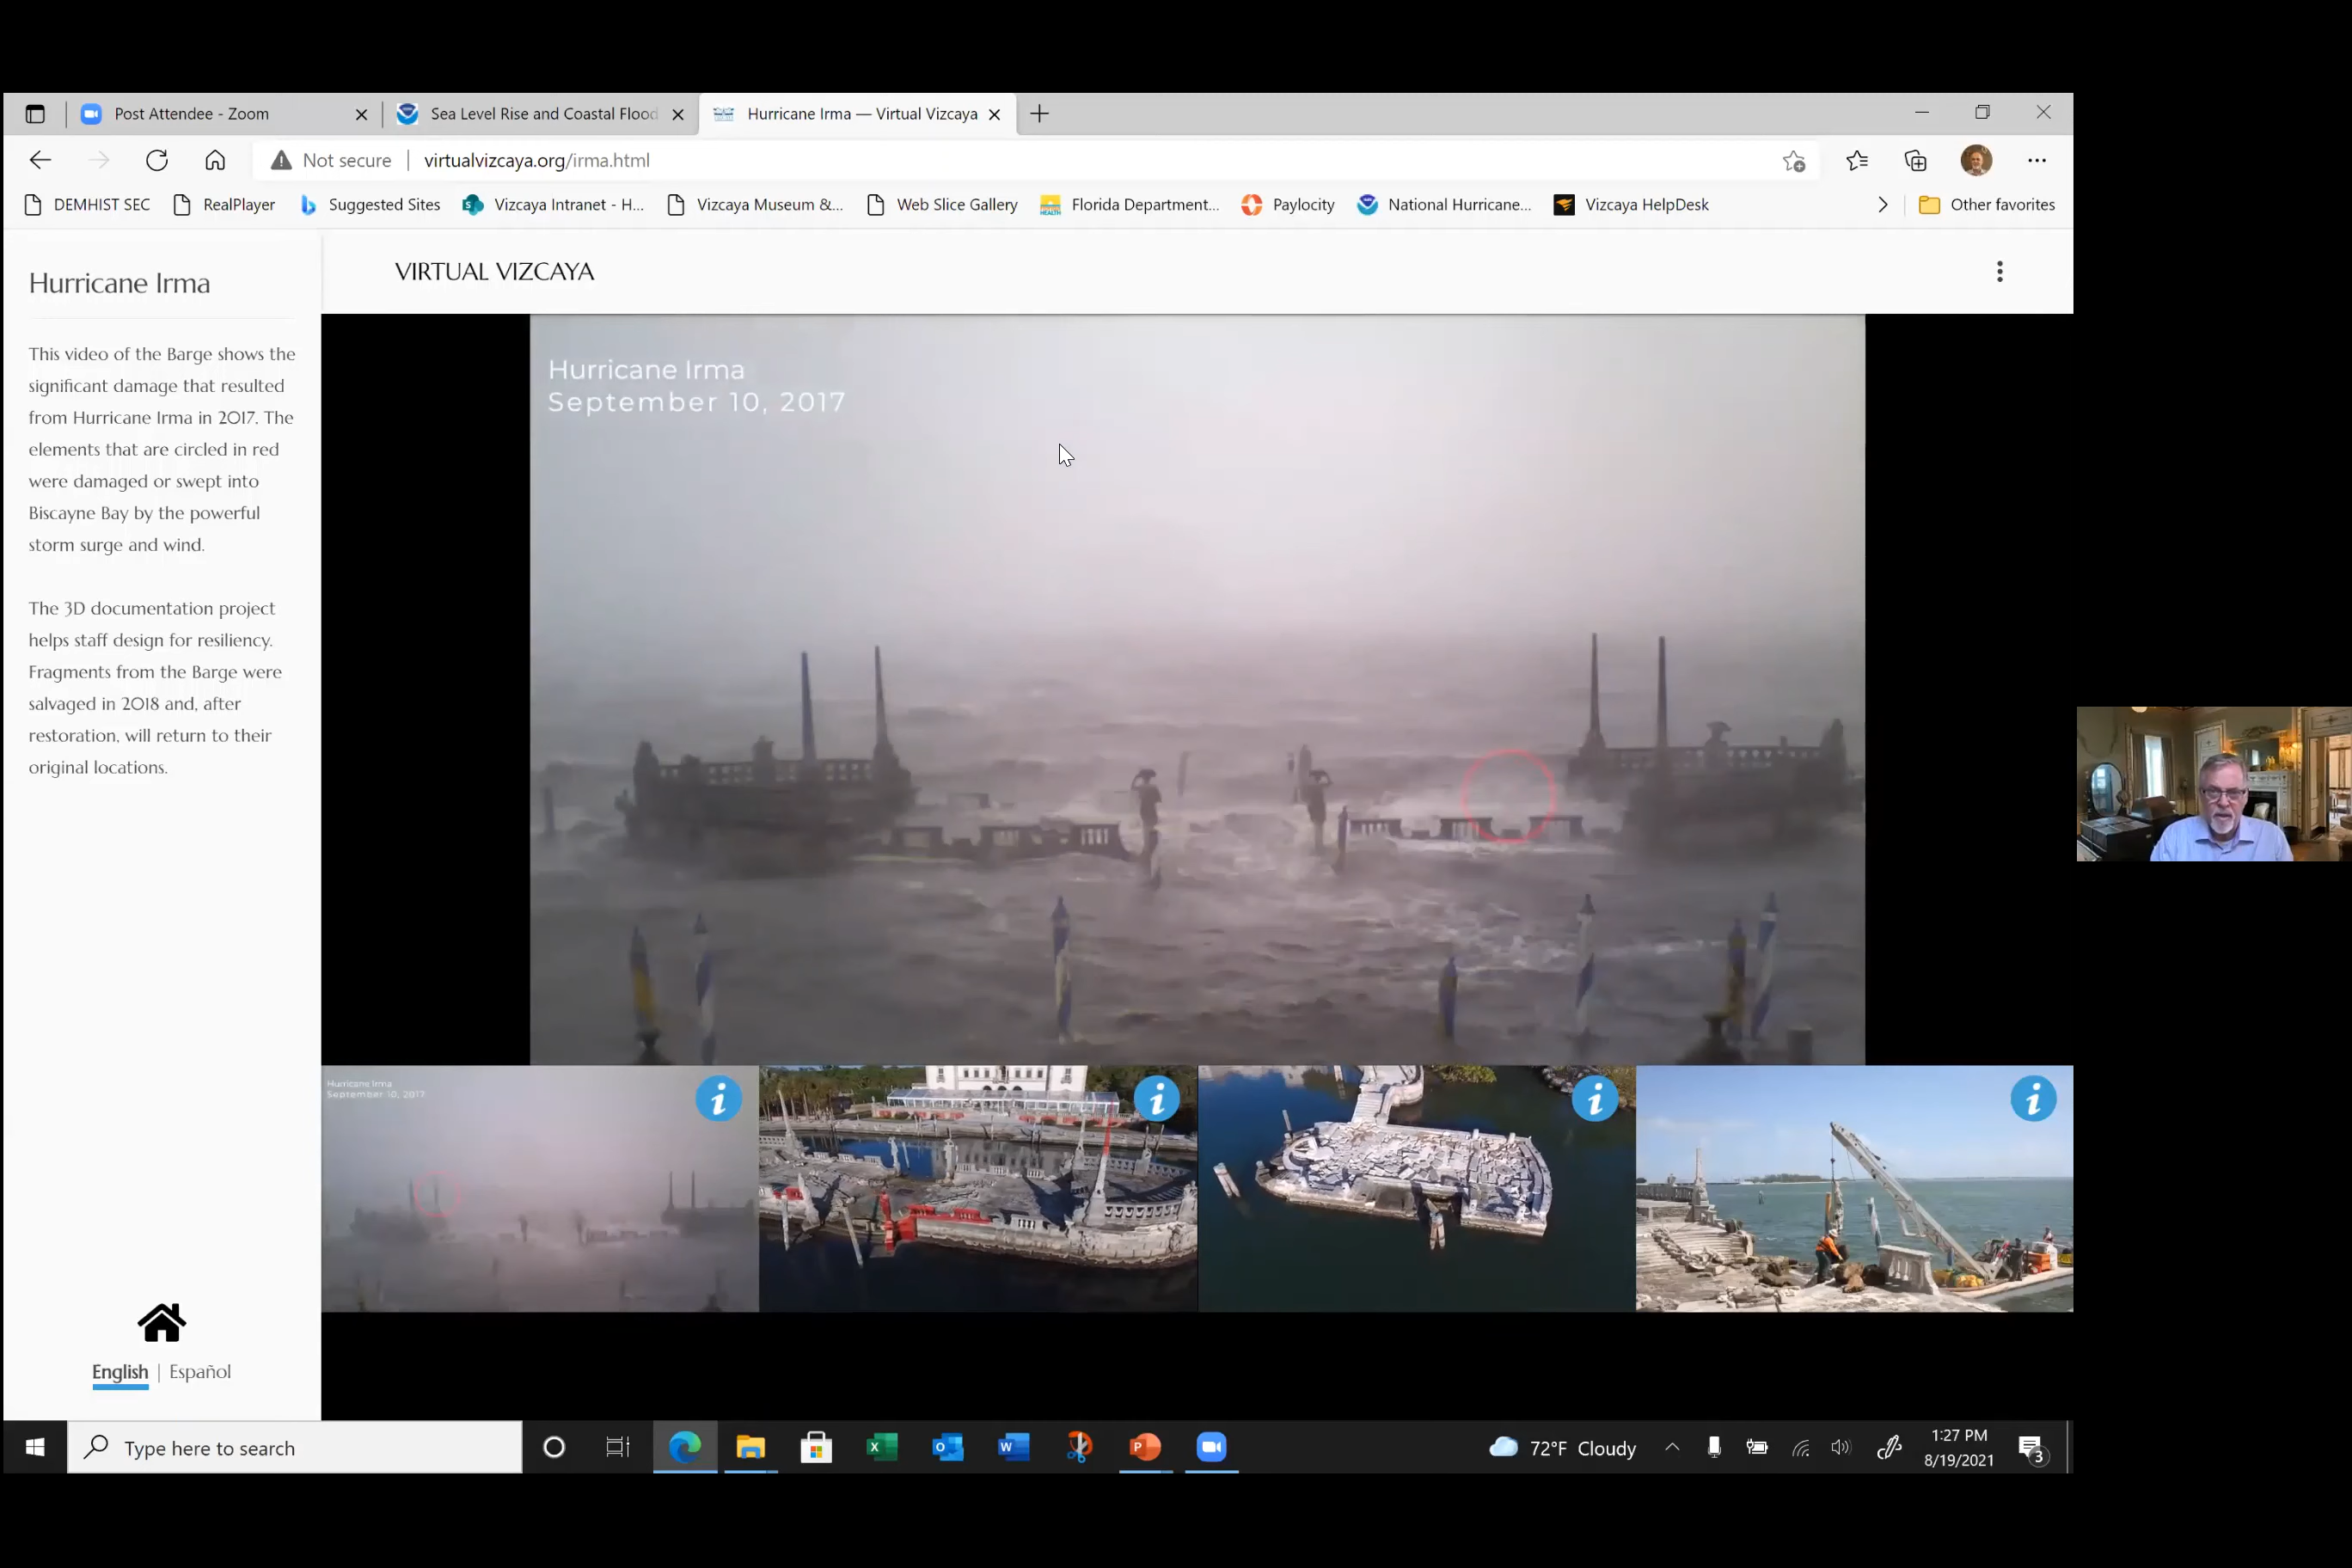 Post Attendee - Zoom
Sea Level Rise and Coastal Flood
Hurricane Irma — Virtual Vizcaya
Not secure | virtualvizcaya.org/irma.html
DEMHIST SEC
RealPlayer
Suggested Sites
Vizcaya Intranet - H...
Vizcaya Museum &...
Web Slice Gallery
Florida Department...
Paylocity
National Hurricane...
Vizcaya HelpDesk
Other favorites
Hurricane Irma
VIRTUAL VIZCAYA
This video of the Barge shows the
significant damage that resulted
from Hurricane Irma in 2017. The
elements that are circled in red
were damaged or swept into
Biscayne Bay by the powerful
storm surge and wind.
The 3D documentation project
helps staff design for resiliency.
Fragments from the Barge were
salvaged in 2018 and, after
restoration, will return to their
original locations.
Hurricane Irma
September 10, 2017
Hurricane Irma
September 10, 2017
English | Español
Type here to search
72°F Cloudy
1:27 PM
8/19/2021
3